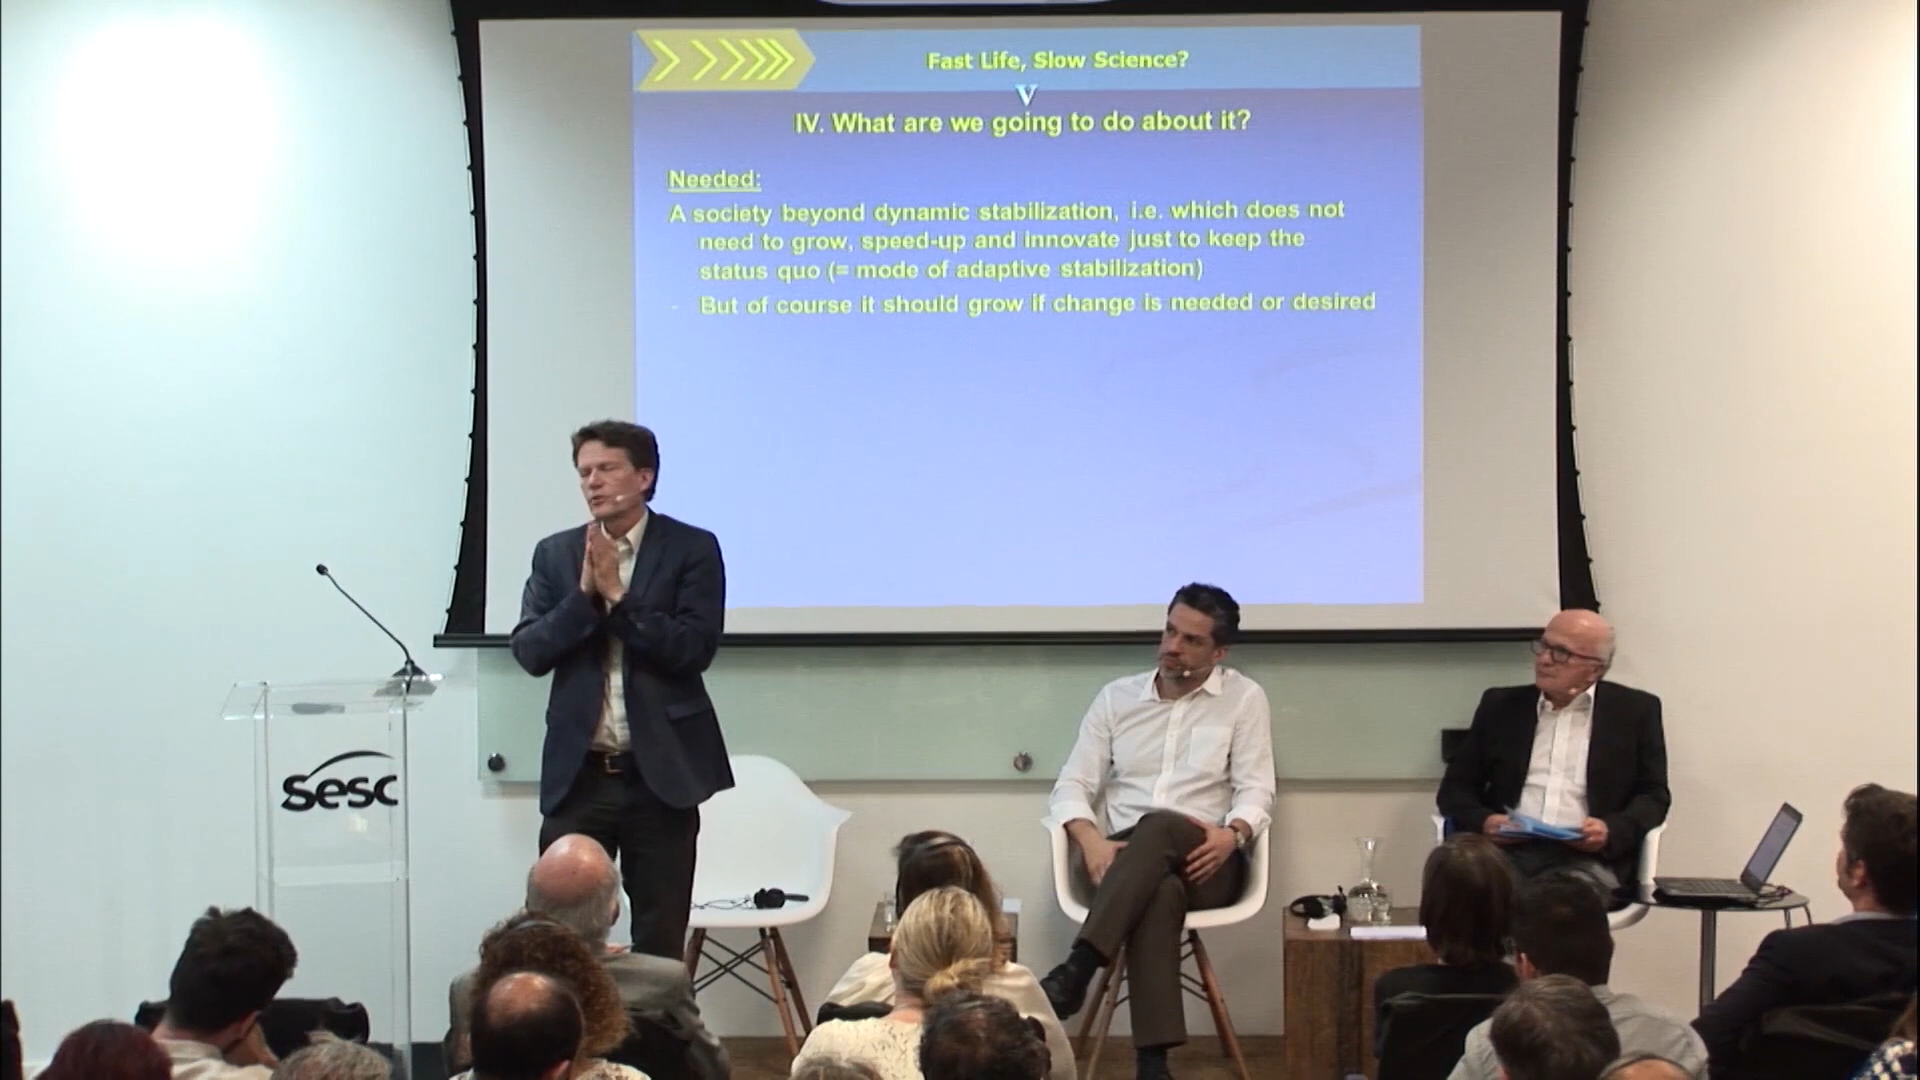 Fast Life, Slow Science?
V
IV. What are we going to do about it?
Needed:
A society beyond dynamic stabilization, i.e. which does not
need to grow, speed-up and innovate just to keep the
status quo (= mode of adaptive stabilization)
- But of course it should grow if change is needed or desired
Sesc